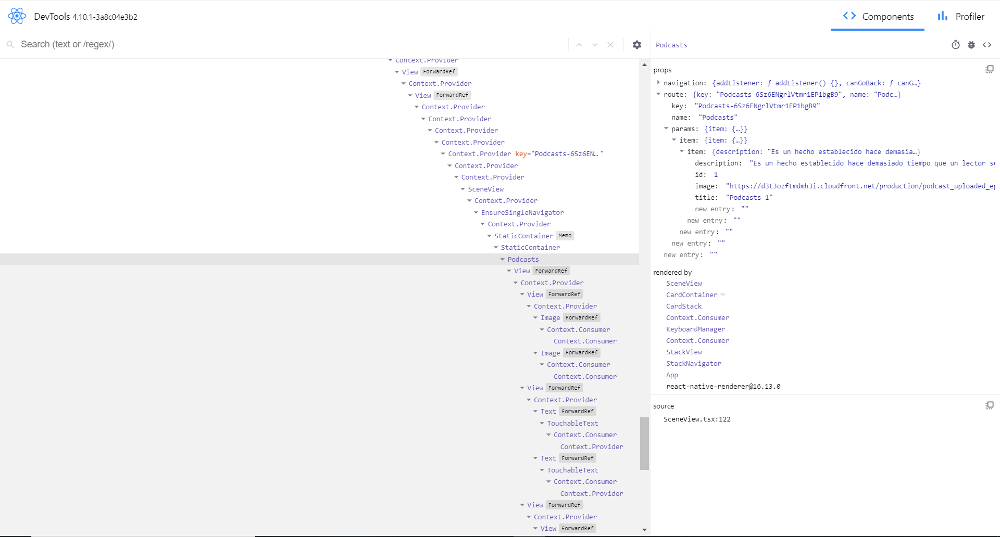 DevTools 4.10.1-3a8c04e3b2
Components
Profiler
Search (text or /regex/)
Context.Provider
View ForwardRef
Context.Provider
View ForwardRef
Context.Provider
Context.Provider
Context.Provider
Context.Provider
Context.Provider key="Podcasts-6Sz6EN… "
Context.Provider
Context.Provider
SceneView
Context.Provider
EnsureSingleNavigator
Context.Provider
StaticContainer Memo
StaticContainer
Podcasts
View ForwardRef
Context.Provider
View ForwardRef
Context.Provider
Image ForwardRef
Context.Consumer
Context.Consumer
Image ForwardRef
Context.Consumer
Context.Consumer
View ForwardRef
Context.Provider
Text ForwardRef
TouchableText
Context.Consumer
Context.Provider
Text ForwardRef
TouchableText
Context.Consumer
Context.Provider
View ForwardRef
Context.Provider
View ForwardRef
Podcasts
props
navigation: {addListener: ƒ addListener() {}, canGoBack: ƒ canG…}
route: {key: "Podcasts-6Sz6ENgrlVtmr1EP1bgB9", name: "Podc…}
key: "Podcasts-6Sz6ENgrlVtmr1EP1bgB9"
name: "Podcasts"
params: {item: {…}}
item: {item: {…}}
item: {description: "Es un hecho establecido hace demasia…}
description: "Es un hecho establecido hace demasiado tiempo que un lector se
id: 1
image: "https://d3t3ozftmdmh3i.cloudfront.net/production/podcast_uploaded_ep
title: "Podcasts 1"
new entry: ""
new entry: ""
new entry: ""
new entry: ""
new entry: ""
rendered by
SceneView
CardContainer
CardStack
Context.Consumer
KeyboardManager
Context.Consumer
StackView
StackNavigator
App
react-native-renderer@16.13.0
source
SceneView.tsx:122